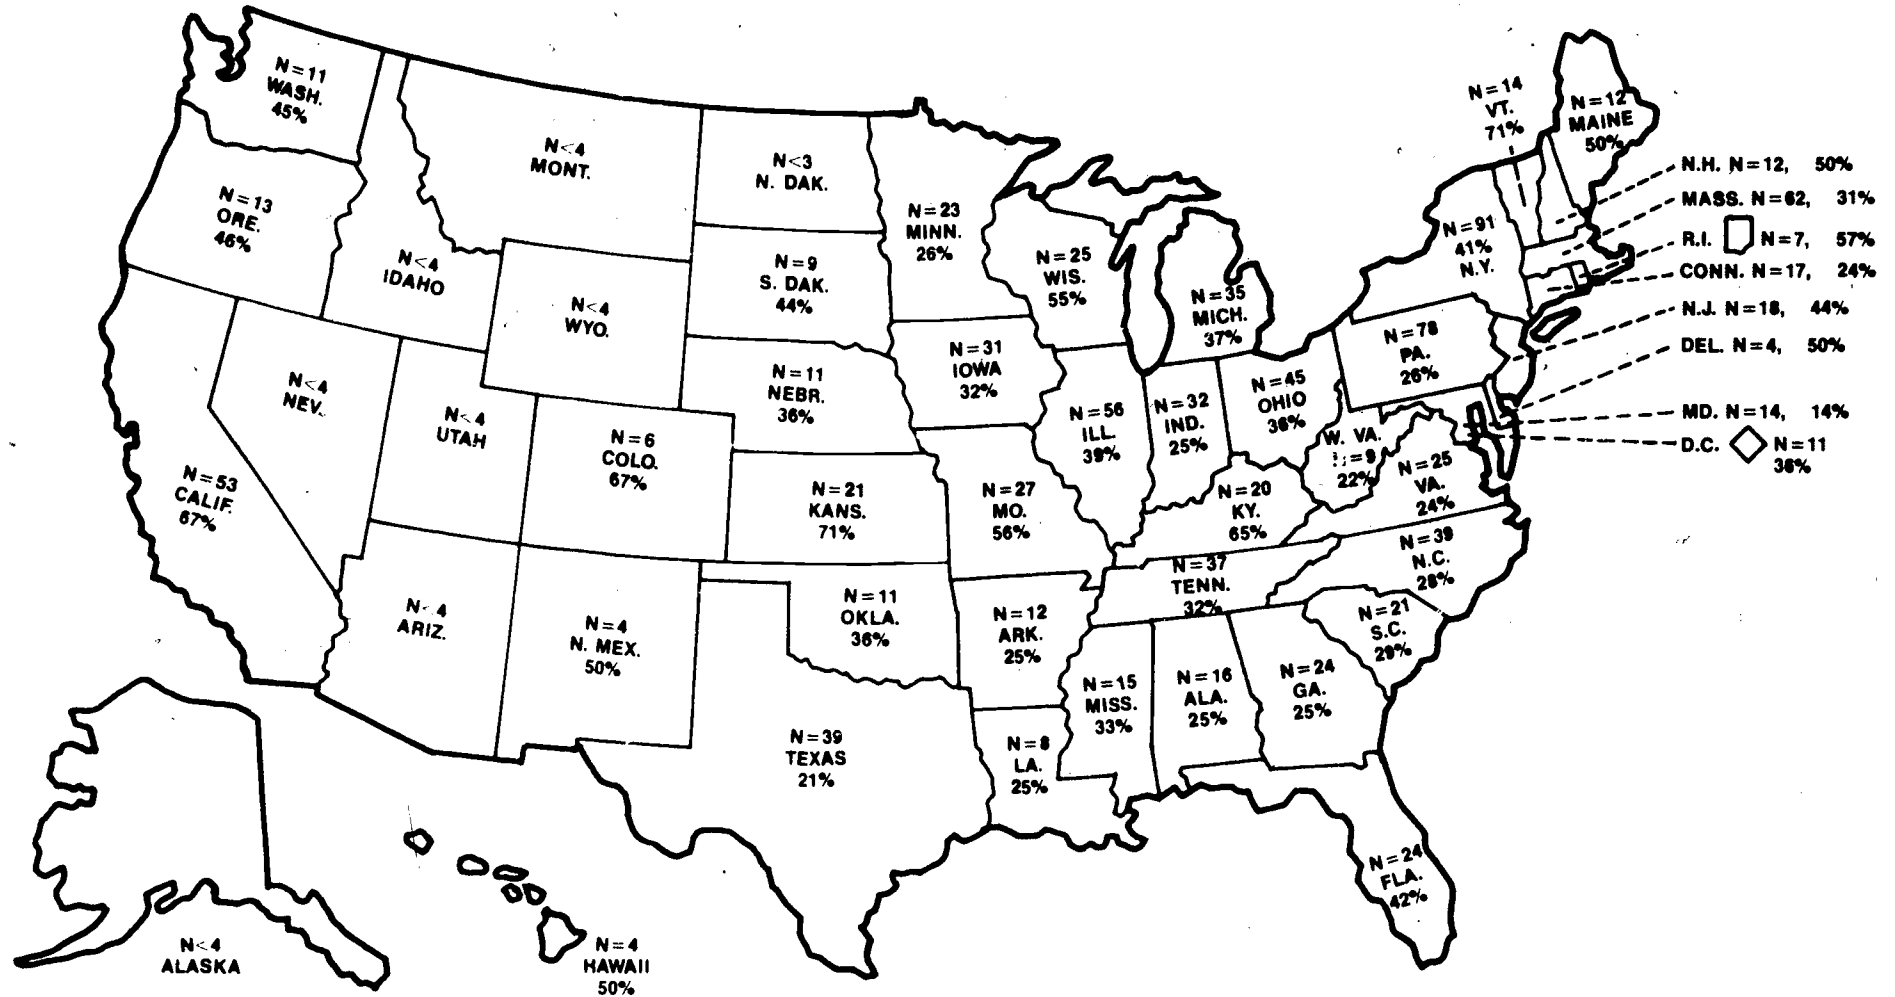 N=11
WASH.
45%
N=13
ORE.
46%
N<4
IDAHO
N<4
MONT.
N<3
N. DAK.
N=9
S. DAK.
44%
N<4
WYO.
N=11
NEBR.
36%
N<4
NEV.
N<4
UTAH
N=6
COLO.
67%
N=21
KANS.
71%
N=53
CALIF.
67%
N<4
ARIZ.
N=4
N. MEX.
50%
N=11
OKLA.
36%
N=39
TEXAS
21%
N=23
MINN.
26%
N=31
IOWA
32%
N=27
MO.
56%
N=12
ARK.
25%
N=8
LA.
25%
N=25
WIS.
55%
N=56
ILL.
39%
N=35
MICH.
37%
N=32
IND.
25%
N=45
OHIO
36%
N=20
KY.
65%
N=37
TENN.
32%
N=15
MISS.
33%
N=16
ALA.
25%
N=24
GA.
25%
N=24
FLA.
42%
N=21
S.C.
29%
N=39
N.C.
28%
N=25
VA.
24%
W. VA.
=9
22%
N=78
PA.
26%
N=91
41%
N.Y.
N=14
VT.
71%
N=12
MAINE
50%
N.H. N=12, 50%
MASS. N=62, 31%
R.I. N=7, 57%
CONN. N=17, 24%
N.J. N=18, 44%
DEL. N=4, 50%
MD. N=14, 14%
D.C. N=11
36%
N<4
ALASKA
N=4
HAWAII
50%